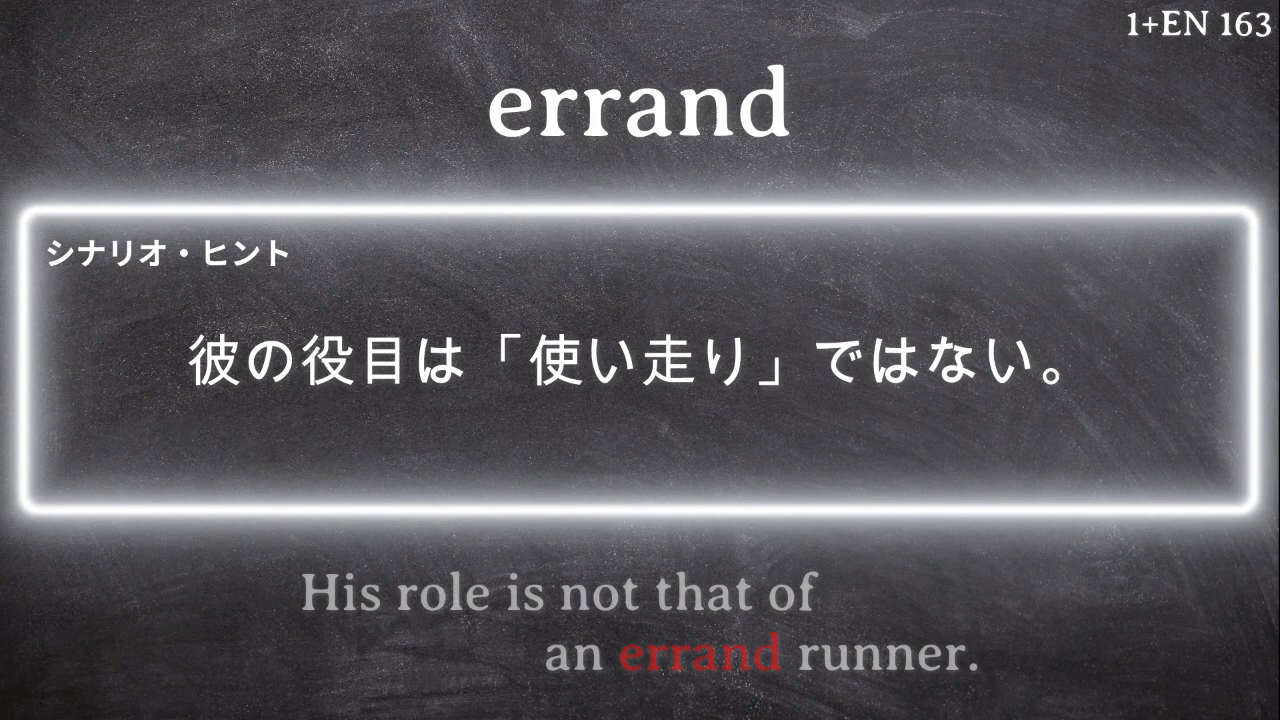 1+EN 163
errand
シナリオ・ヒント
彼の役目は「使い走り」ではない。
His role is not that of
an errand runner.